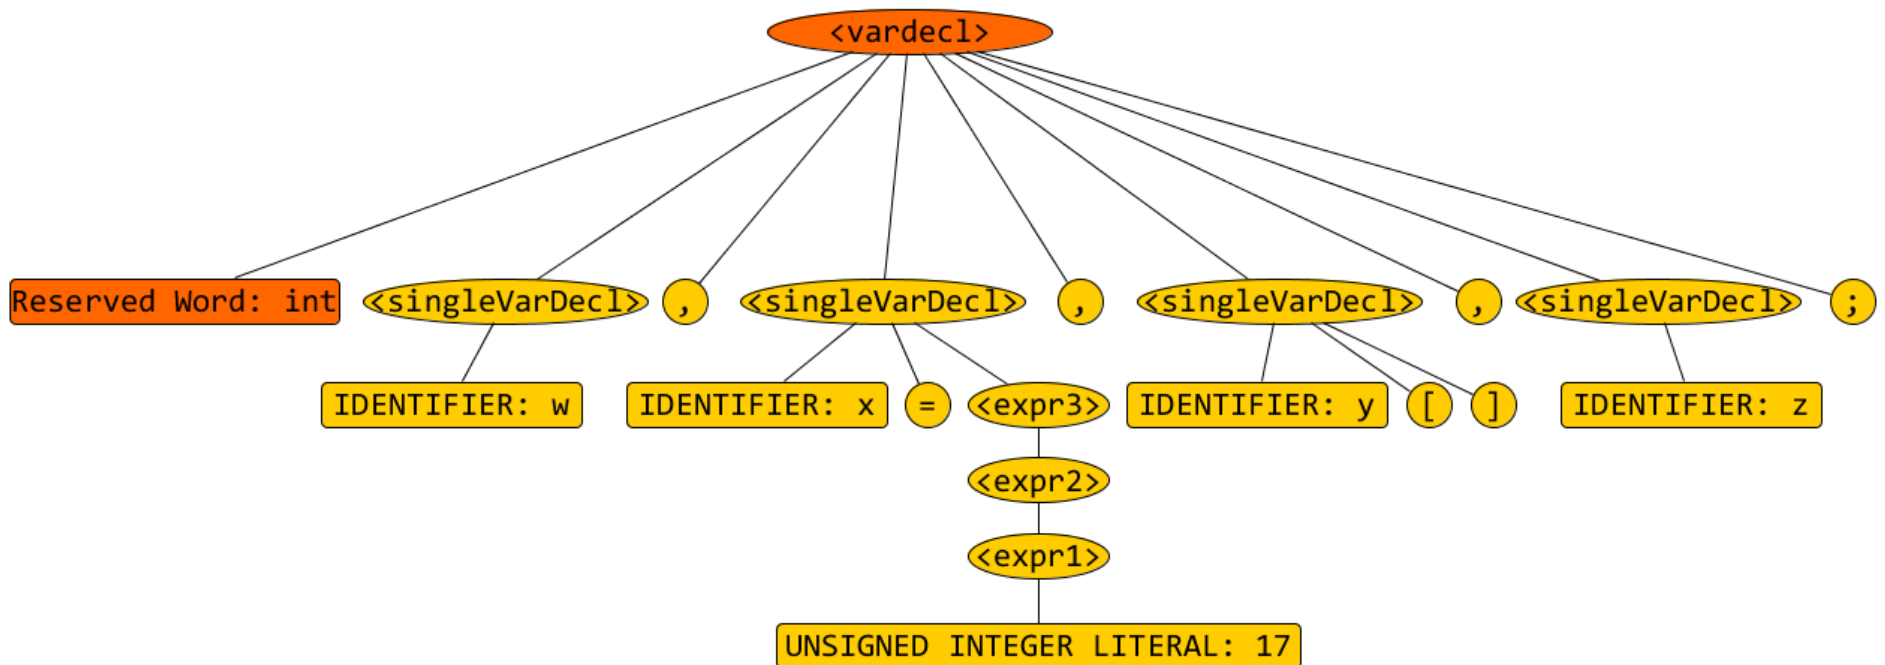 <vardecl>
Reserved Word: int <singleVarDecl> , <singleVarDecl> , <singleVarDecl> , <singleVarDecl> ;
IDENTIFIER: w IDENTIFIER: x = <expr3> IDENTIFIER: y [ ] IDENTIFIER: z
<expr2>
<expr1>
UNSIGNED INTEGER LITERAL: 17